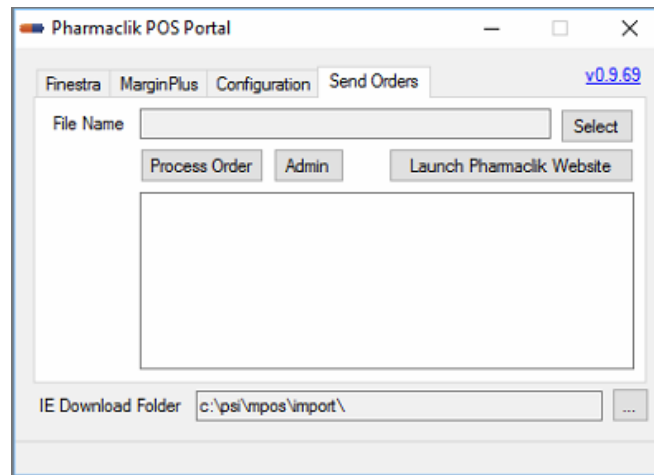 Pharmaclik POS Portal
Finestra MarginPlus Configuration Send Orders v0.9.69
File Name Select
Process Order Admin Launch Pharmaclik Website
IE Download Folder c:\psi\mpos\import\ ...